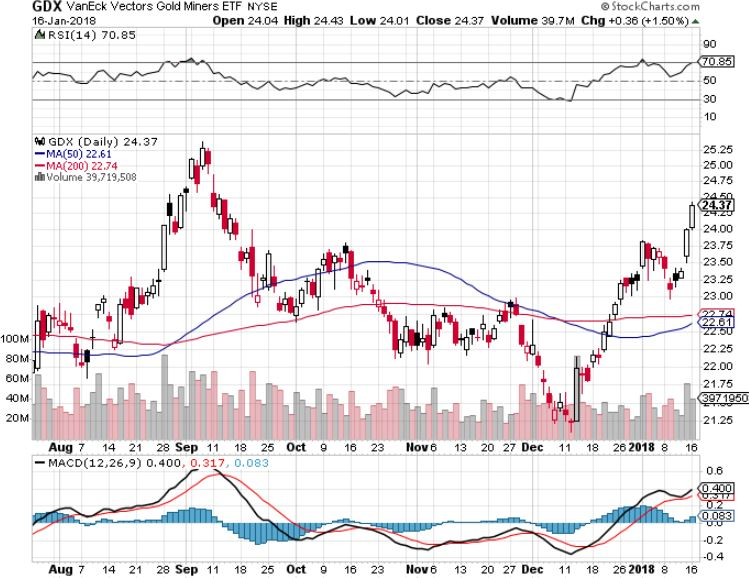 GDX VanEck Vectors Gold Miners ETF NYSE © StockCharts.com
16-Jan-2018 Open 24.04 High 24.43 Low 24.01 Close 24.37 Volume 39.7M Chg +0.36 (+1.50%)
RSI(14) 70.85
90
70.85
50
30
10
GDX (Daily) 24.37
MA(50) 22.61
MA(200) 22.74
Volume 39,719,508
25.25
25.00
24.75
24.50
24.37
24.25
24.00
23.75
23.50
23.25
23.00
22.74
22.61
22.50
22.25
22.00
21.75
21.25
39719508
100M
80M
60M
40M
20M
Aug 7 14 21 28 Sep 11 18 25 Oct 9 16 23 Nov 6 13 20 27 Dec 11 18 26 2018 8 16
MACD(12,26,9) 0.400, 0.317, 0.083
0.6
0.400
0.317
0.2
0.083
0.0
-0.2
-0.4
Aug 7 14 21 28 Sep 11 18 25 Oct 9 16 23 Nov 6 13 20 27 Dec 11 18 26 2018 8 16